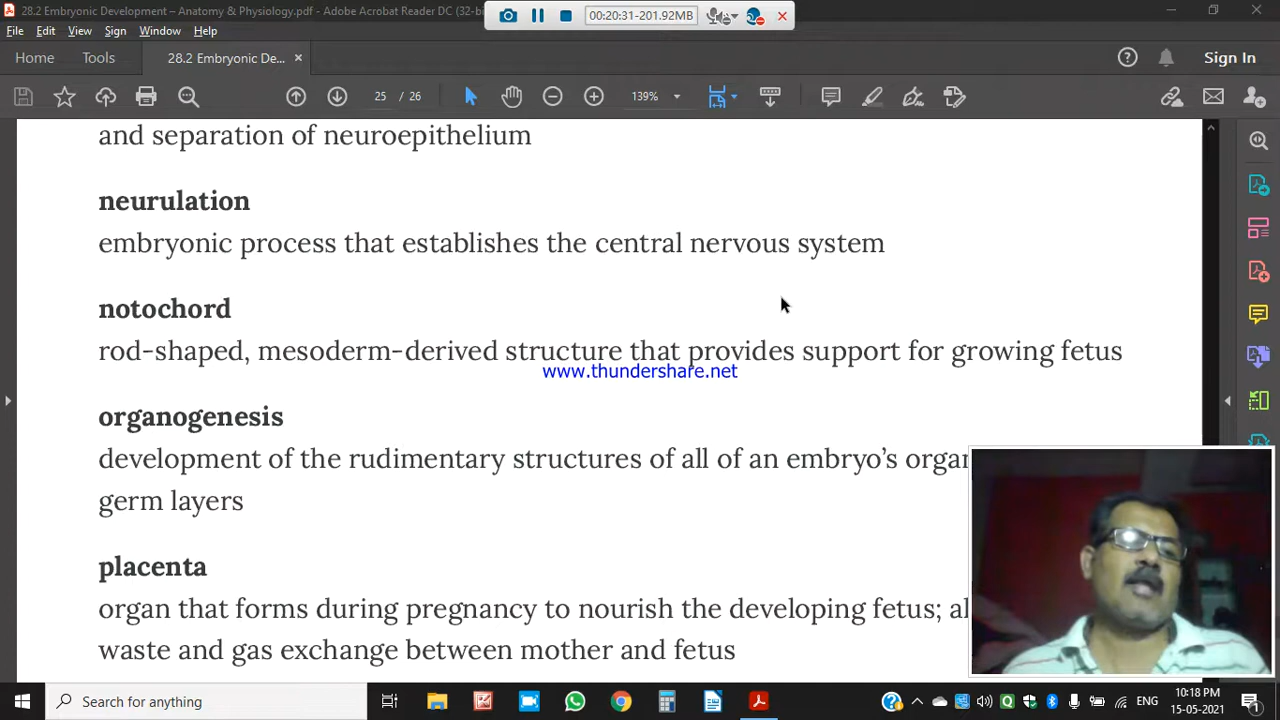 28.2 Embryonic Development – Anatomy & Physiology.pdf - Adobe Acrobat Reader DC (32-bi
00:20:31-201.92MB
File Edit View Sign Window Help
Home Tools 28.2 Embryonic De... Sign In
25 / 26 139%
and separation of neuroepithelium
neurulation
embryonic process that establishes the central nervous system
notochord
rod-shaped, mesoderm-derived structure that provides support for growing fetus
www.thundershare.net
organogenesis
development of the rudimentary structures of all of an embryo’s organ
germ layers
placenta
organ that forms during pregnancy to nourish the developing fetus; al
waste and gas exchange between mother and fetus
Search for anything
ENG
10:18 PM
15-05-2021